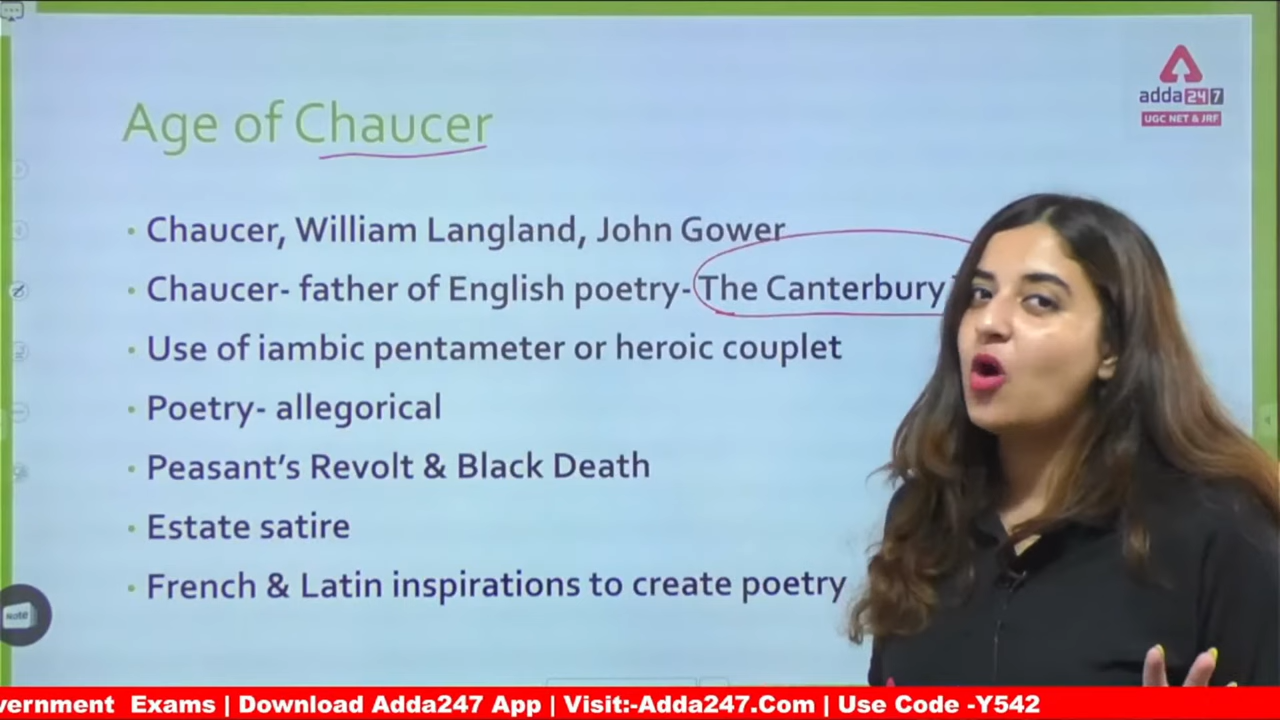 adda247
UGC NET & JRF
Age of Chaucer
• Chaucer, William Langland, John Gower
• Chaucer- father of English poetry- The Canterbury
• Use of iambic pentameter or heroic couplet
• Poetry- allegorical
• Peasant's Revolt & Black Death
• Estate satire
• French & Latin inspirations to create poetry
Note
vernment Exams | Download Adda247 App | Visit:-Adda247.Com | Use Code -Y542